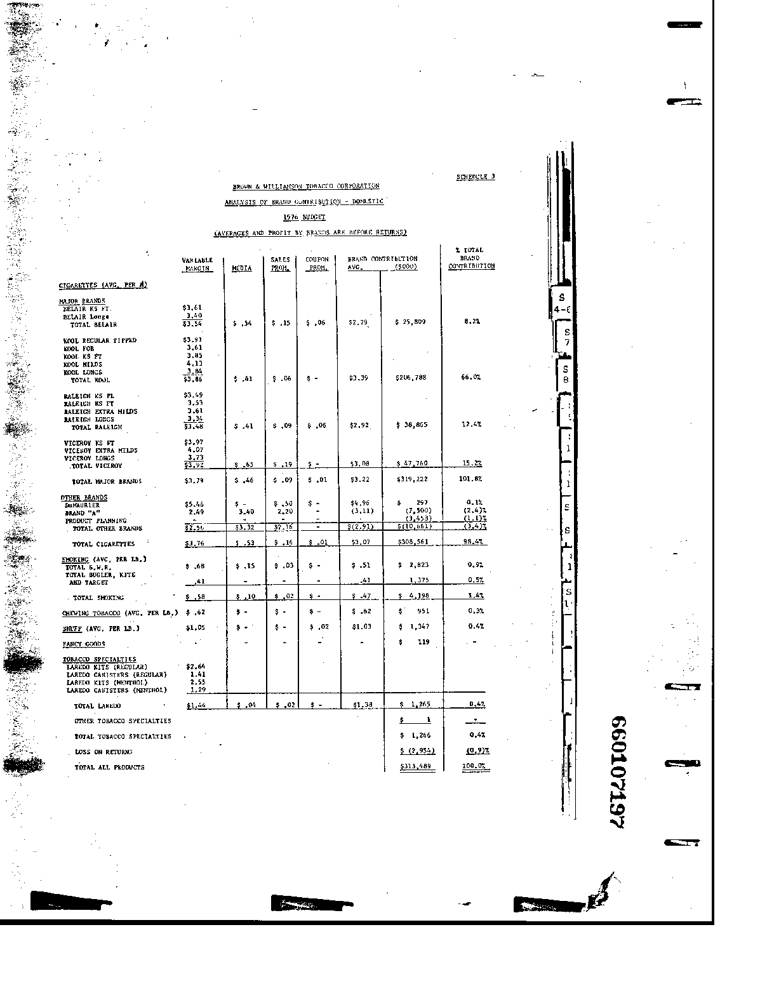 SCHEDULE 3
BROWN & WILLIAMSON TOBACCO CORPORATION
ANALYSIS OF BRAND CONTRIBUTION - DOMESTIC
1976 BUDGET
(AVERAGES AND PROFIT BY BRANDS ARE BEFORE RETURNS)
VARIABLE MARGIN MEDIA SALES PROM. COUPON PROM. BRAND CONTRIBUTION AVG. ($000) % TOTAL BRAND CONTRIBUTION
CIGARETTES (AVG. PER M)
MAJOR BRANDS
BELAIR KS FT. $3.61
BELAIR Longs 3.40
TOTAL BELAIR $3.54 $ .54 $ .15 $ .06 $2.79 $ 25,809 8.2%
KOOL REGULAR TIPPED $3.93
KOOL FOB 3.61
KOOL KS FT 3.85
KOOL MILDS 4.13
KOOL LONGS 3.84
TOTAL KOOL $3.86 $ .41 $ .06 $ - $3.39 $206,788 66.0%
RALEIGH KS PL $3.49
RALEIGH KS FT 3.53
RALEIGH EXTRA MILDS 3.61
RALEIGH LONGS 3.34
TOTAL RALEIGH $3.48 $ .41 $ .09 $ .06 $2.92 $ 38,865 12.4%
VICEROY KS FT $3.97
VICEROY EXTRA MILDS 4.07
VICEROY LONGS 3.73
TOTAL VICEROY $3.92 $ .65 $ .19 $ - $3.08 $ 47,760 15.2%
TOTAL MAJOR BRANDS $3.79 $ .46 $ .09 $ .01 $3.22 $319,222 101.8%
OTHER BRANDS
DuMAURIER $5.46 $ - $ .50 $ - $4.96 $ 297 0.1%
BRAND "A" 2.49 3.40 2.20 - (3.11) (7,500) (2.4)%
PRODUCT PLANNING - - - (3,458) (1.1)%
TOTAL OTHER BRANDS $2.56 $3.32 - $(2.91) $(10,661) (3.4)%
TOTAL CIGARETTES $3.76 $ .53 $ .16 $ .01 $3.07 $308,561 98.4%
SMOKING (AVG. PER LB.)
TOTAL S.W.R. $ .68 $ .15 $ .03 $ - $ .51 $ 2,823 0.9%
TOTAL BUGLER, KITE
AND TARGET .41 - - - .41 1,375 0.5%
TOTAL SMOKING $ .58 $ .10 $ .02 $ - $ .47 $ 4,198 1.4%
CHEWING TOBACCO (AVG. PER LB.) $ .62 $ - $ - $ - $ .62 $ 951 0.3%
SNUFF (AVG. PER LB.) $1.05 $ - $ - $ .02 $1.03 $ 1,347 0.4%
FANCY GOODS - - - - - $ 119 -
TOBACCO SPECIALTIES
LAREDO KITS (REGULAR) $2.64
LAREDO CANISTERS (REGULAR) 1.41
LAREDO KITS (MENTHOL) 2.55
LAREDO CANISTERS (MENTHOL) 1.29
TOTAL LAREDO $1.44 $ .04 $ .02 $ - $1.38 $ 1,265 0.4%
OTHER TOBACCO SPECIALTIES $ 1 -
TOTAL TOBACCO SPECIALTIES $ 1,266 0.4%
LOSS ON RETURNS $ (2,954) (0.9)%
TOTAL ALL PRODUCTS $313,488 100.0%
S
4-6
S
7
S
8
S
S
660107197